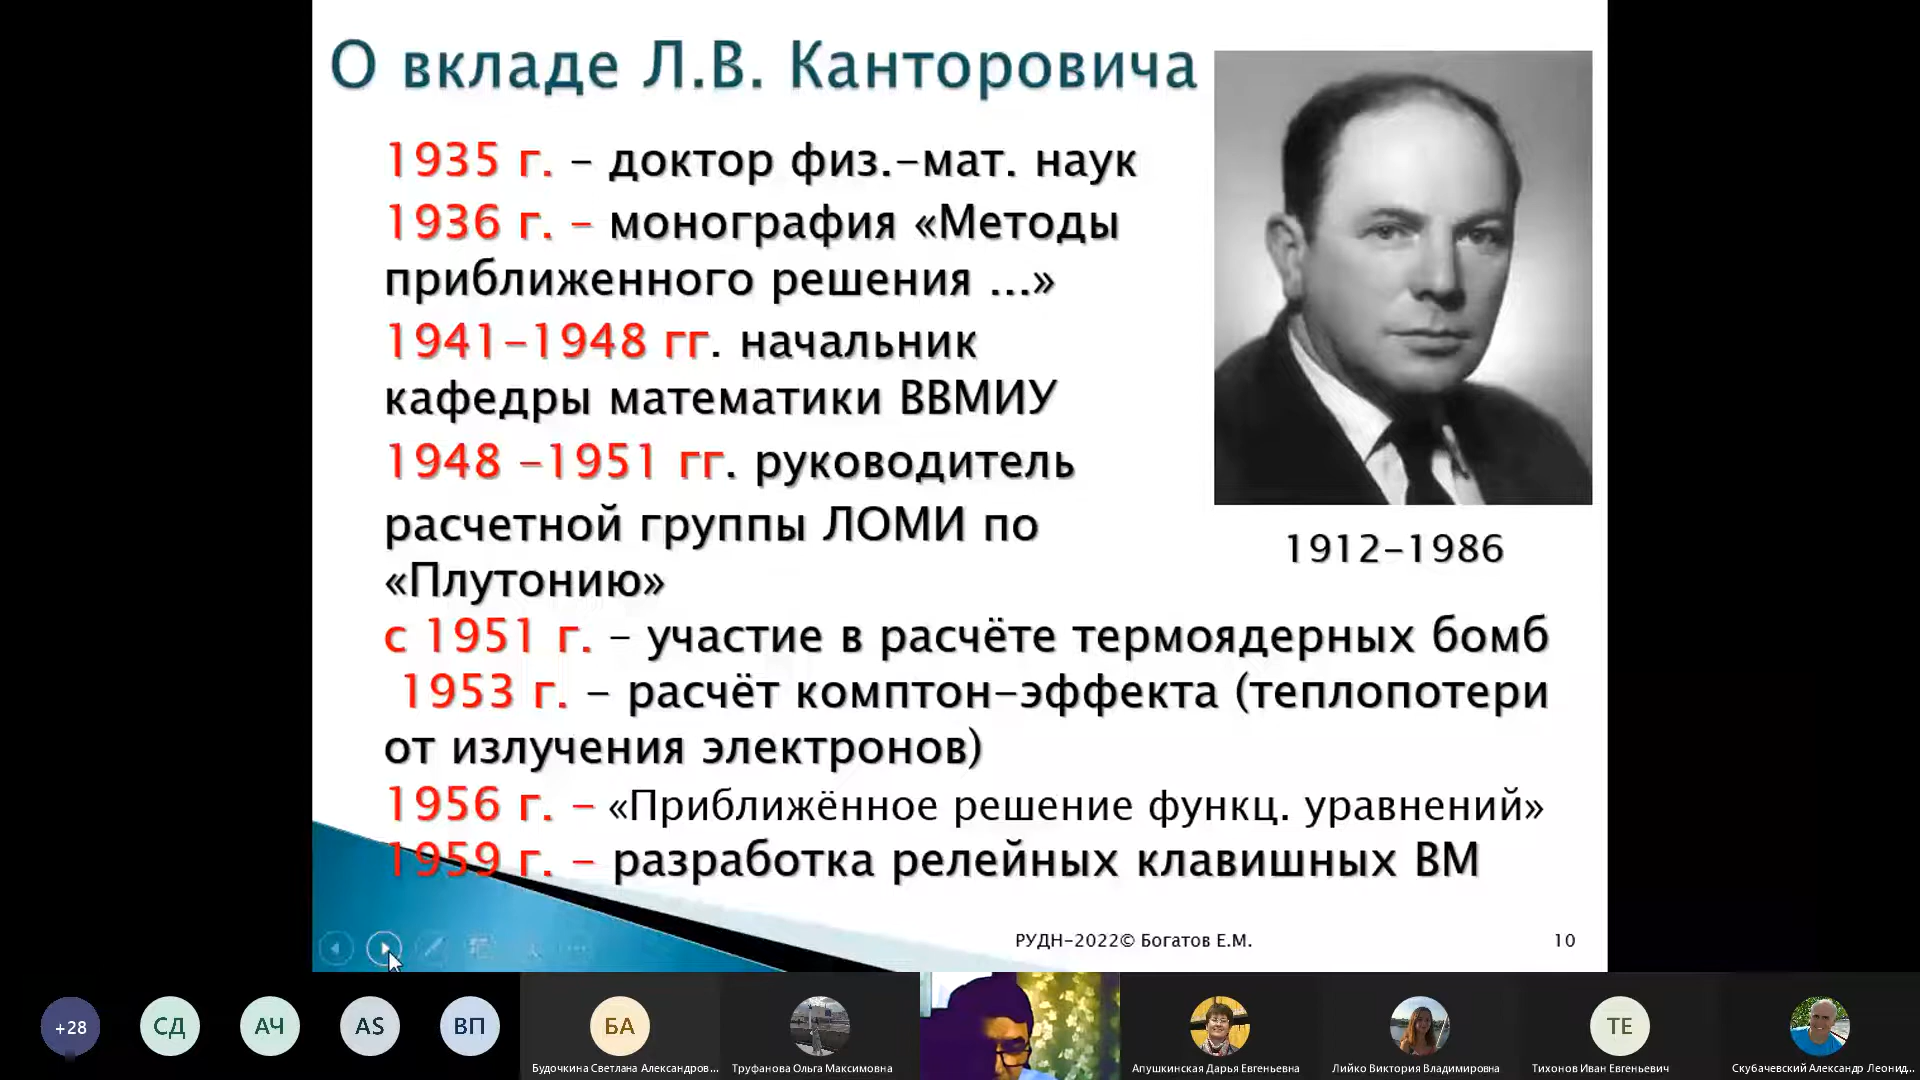 О вкладе Л.В. Канторовича
1935 г. – доктор физ.-мат. наук
1936 г. – монография «Методы
приближенного решения ...»
1941-1948 гг. начальник
кафедры математики ВВМИУ
1948 -1951 гг. руководитель
расчетной группы ЛОМИ по
«Плутонию»
1912-1986
с 1951 г. – участие в расчёте термоядерных бомб
1953 г. – расчёт комптон-эффекта (теплопотери
от излучения электронов)
1956 г. – «Приближённое решение функц. уравнений»
1959 г. – разработка релейных клавишных ВМ
РУДН-2022© Богатов Е.М.
10
+28
СД
АЧ
AS
ВП
БА
ТЕ
Будочкина Светлана Александров...
Труфанова Ольга Максимовна
Апушкинская Дарья Евгеньевна
Лийко Виктория Владимировна
Тихонов Иван Евгеньевич
Скубачевский Александр Леонид...